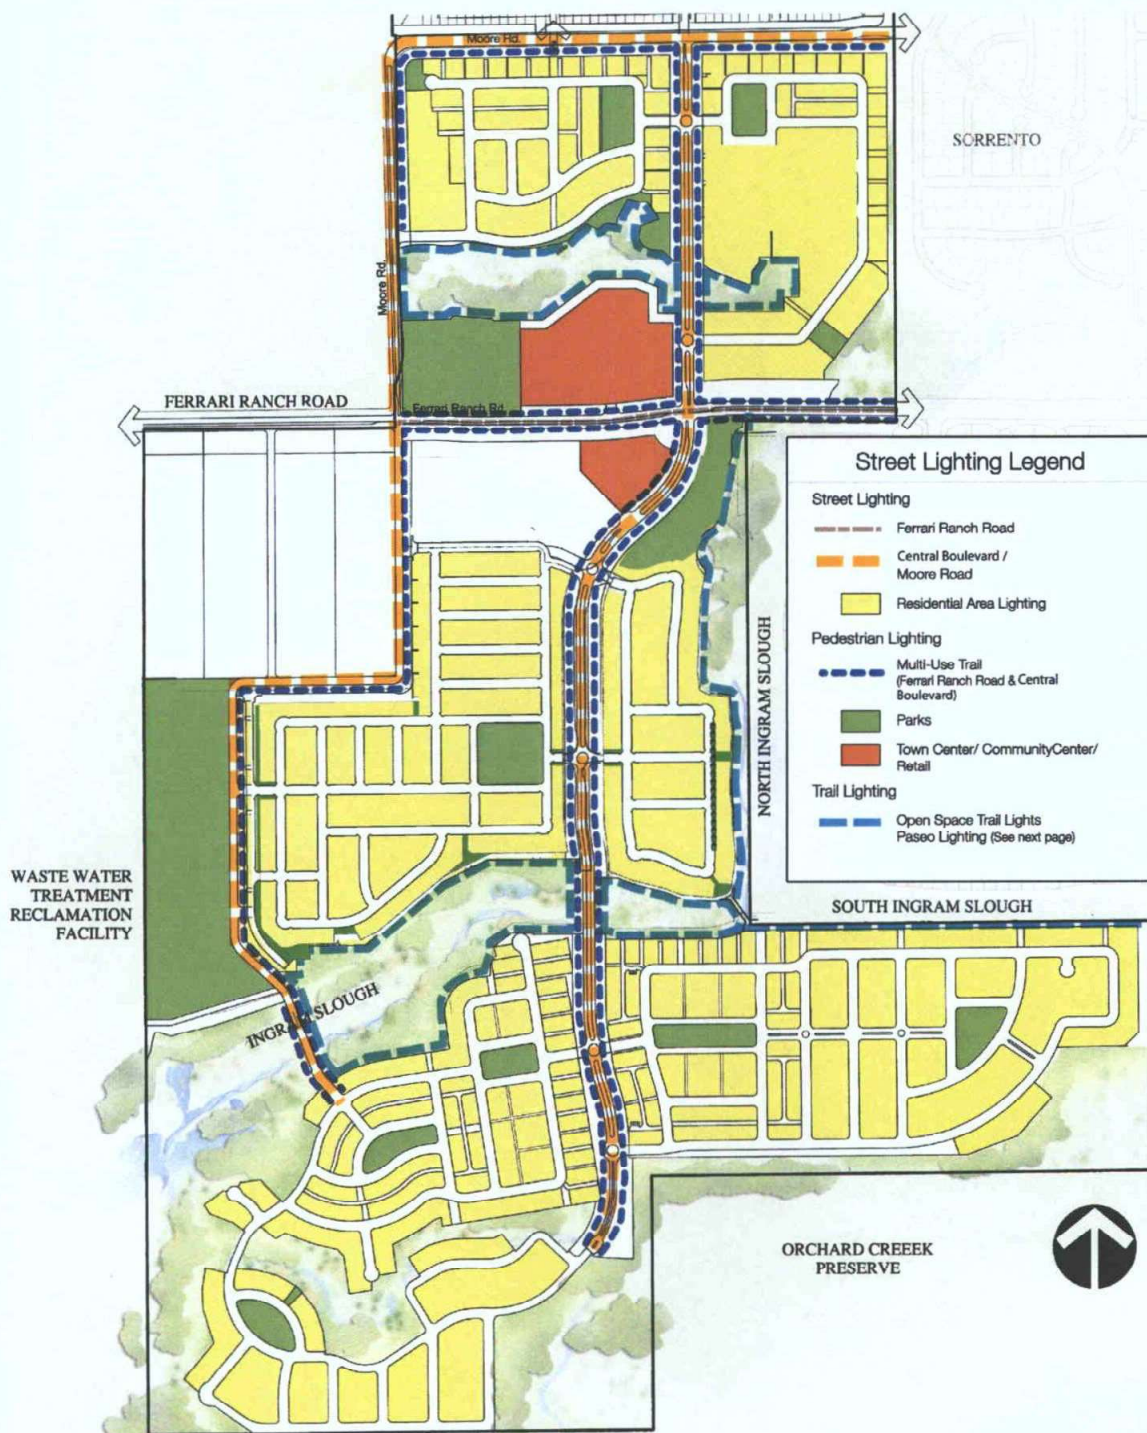 Moore Rd.
SORRENTO
Moore Rd.
FERRARI RANCH ROAD
Ferrari Ranch Rd.
Street Lighting Legend
Street Lighting
Ferrari Ranch Road
Central Boulevard /
Moore Road
Residential Area Lighting
Pedestrian Lighting
Multi-Use Trail
(Ferrari Ranch Road & Central
Boulevard)
Parks
Town Center/ CommunityCenter/
Retail
Trail Lighting
Open Space Trail Lights
Paseo Lighting (See next page)
NORTH INGRAM SLOUGH
WASTE WATER
TREATMENT
RECLAMATION
FACILITY
SOUTH INGRAM SLOUGH
INGRAM SLOUGH
ORCHARD CREEEK
PRESERVE